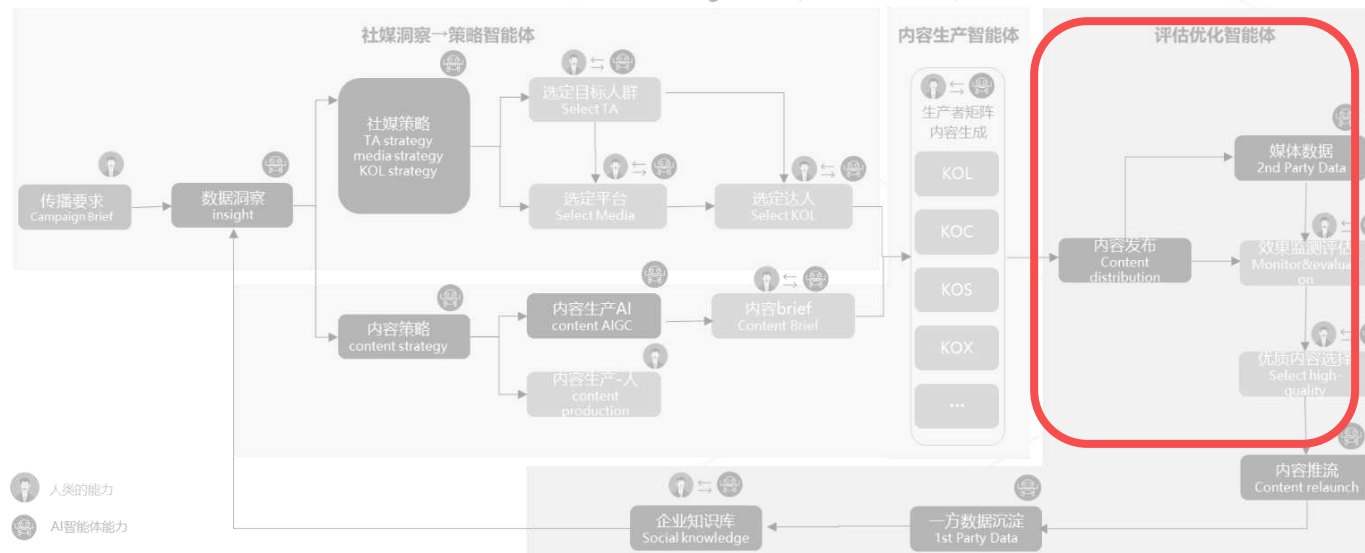 社媒洞察→策略智能体
内容生产智能体
评估优化智能体
传播要求
Campaign Brief
数据洞察
insight
社媒策略
TA strategy
media strategy
KOL strategy
选定目标人群
Select TA
选定平台
Select Media
选定达人
Select KOL
内容策略
content strategy
内容生产AI
content AIGC
内容brief
Content Brief
内容生产-人
content
production
生产者矩阵
内容生成
KOL
KOC
KOS
KOX
...
内容发布
Content
distribution
媒体数据
2nd Party Data
效果监测评估
Monitor&evaluati
on
优质内容选择
Select high-
quality
内容推流
Content relaunch
一方数据沉淀
1st Party Data
企业知识库
Social knowledge
人类的能力
AI智能体能力